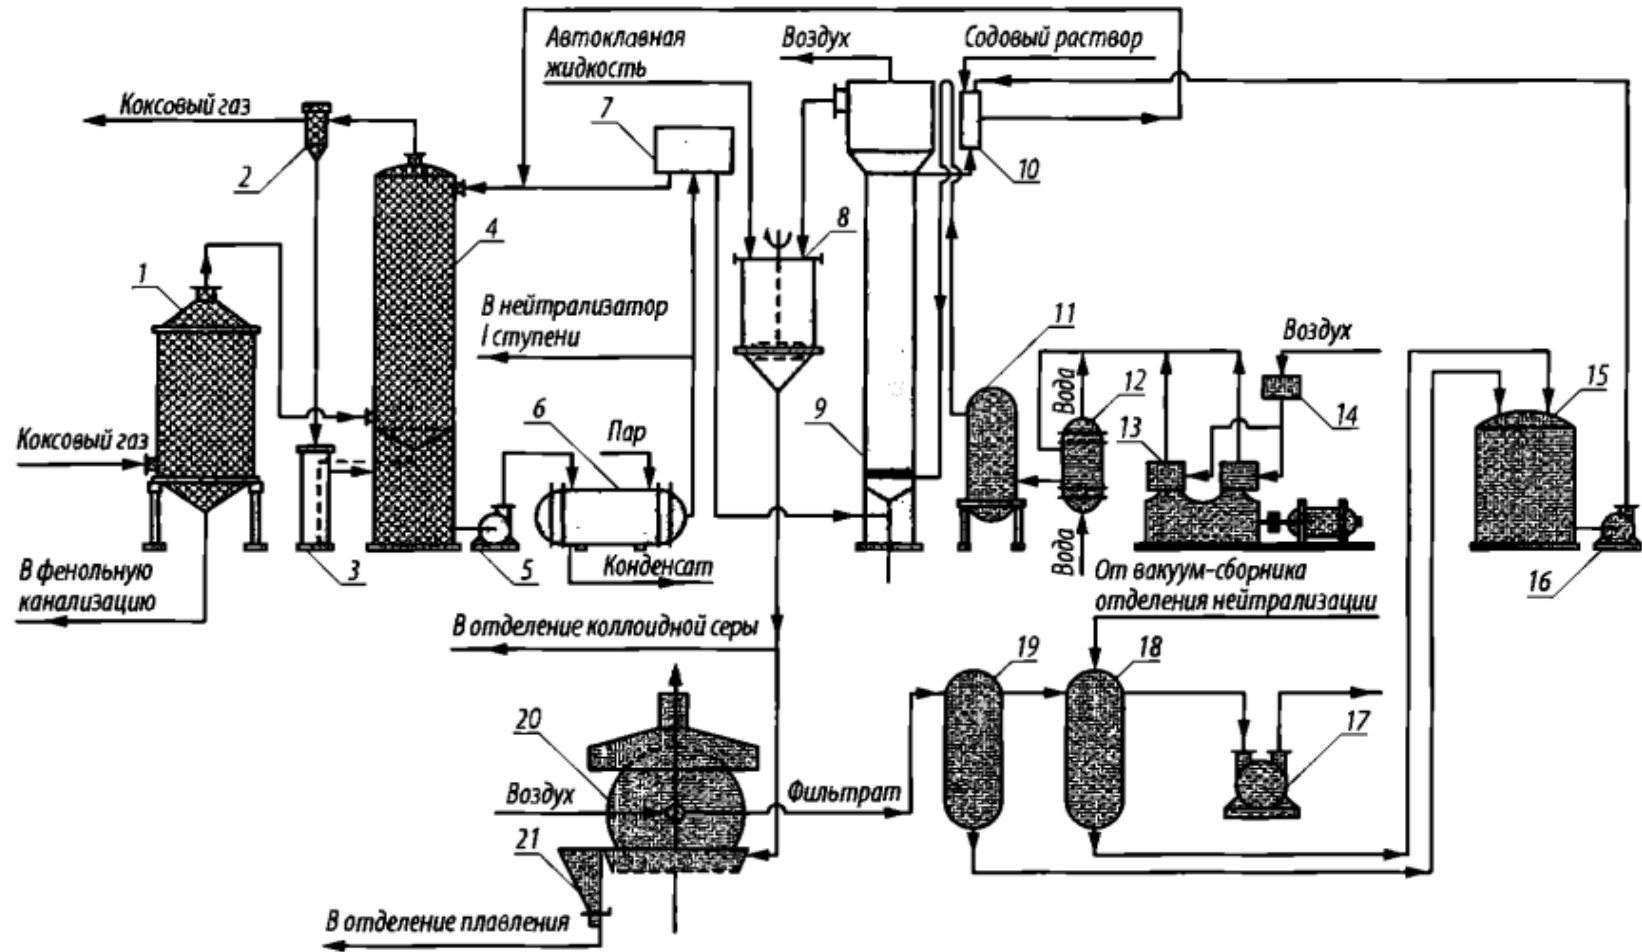 Автоклавная
жидкость
Воздух
Содовый раствор
Коксовый газ
7
2
10
8
4
1
В нейтрализатор
I ступени
11
Воздух
Вода
12
15
14
9
13
6
Пар
Коксовый газ
3
5
Конденсат
Вода
16
В фенольную
канализацию
От вакуум-сборника
отделения нейтрализации
В отделение коллоидной серы
19
18
20
17
Воздух
Фильтрат
21
В отделение плавления